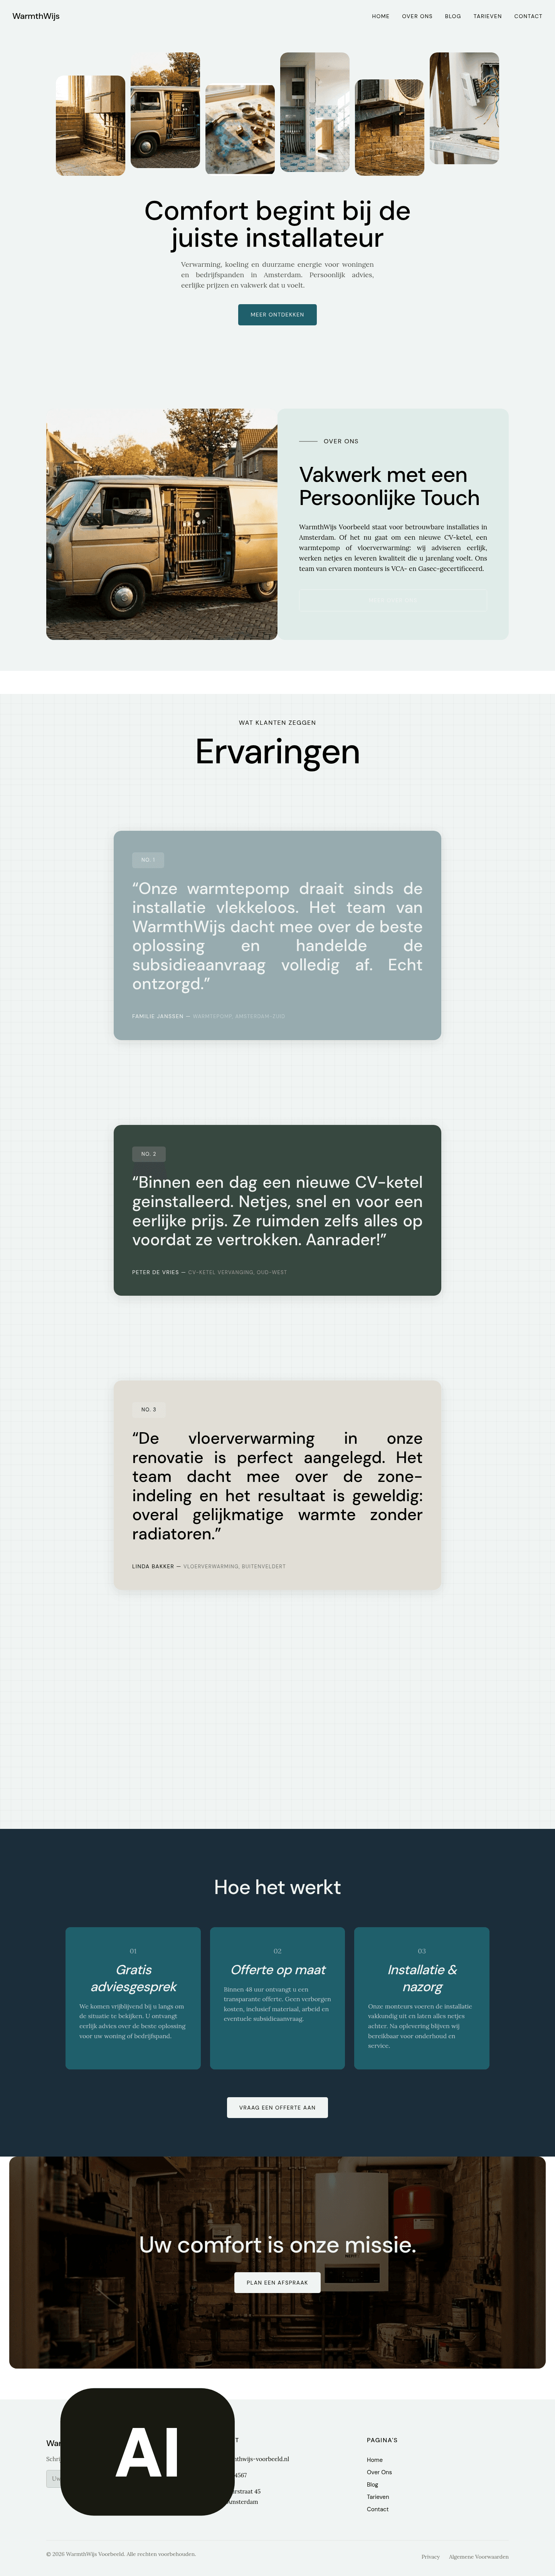 WarmthWijs
HOME OVER ONS BLOG TARIEVEN CONTACT
Comfort begint bij de
juiste installateur
Verwarming, koeling en duurzame energie voor woningen
en bedrijfspanden in Amsterdam. Persoonlijk advies,
eerlijke prijzen en vakwerk dat u voelt.
MEER ONTDEKKEN
OVER ONS
Vakwerk met een
Persoonlijke Touch
WarmthWijs Voorbeeld staat voor betrouwbare installaties in
Amsterdam. Of het nu gaat om een nieuwe CV-ketel, een
warmtepomp of vloerverwarming: wij adviseren eerlijk,
werken netjes en leveren kwaliteit die u jarenlang voelt. Ons
team van ervaren monteurs is VCA- en Gasec-gecertificeerd.
WAT KLANTEN ZEGGEN
Ervaringen
NO. 1
“Onze warmtepomp draait sinds de
installatie vlekkeloos. Het team van
WarmthWijs dacht mee over de beste
oplossing en handelde de
subsidieaanvraag volledig af. Echt
ontzorgd.”
FAMILIE JANSSEN — WARMTEPOMP, AMSTERDAM-ZUID
NO. 2
“Binnen een dag een nieuwe CV-ketel
geïnstalleerd. Netjes, snel en voor een
eerlijke prijs. Ze ruimden zelfs alles op
voordat ze vertrokken. Aanrader!”
PETER DE VRIES — CV-KETEL VERVANGING, OUD-WEST
NO. 3
“De vloerverwarming in onze
renovatie is perfect aangelegd. Het
team dacht mee over de zone-
indeling en het resultaat is geweldig:
overal gelijkmatige warmte zonder
radiatoren.”
LINDA BAKKER — VLOERVERWARMING, BUITENVELDERT
Hoe het werkt
01
Gratis
adviesgesprek
We komen vrijblijvend bij u langs om
de situatie te bekijken. U ontvangt
eerlijk advies over de beste oplossing
voor uw woning of bedrijfspand.
02
Offerte op maat
Binnen 48 uur ontvangt u een
transparante offerte. Geen verborgen
kosten, inclusief materiaal, arbeid en
eventuele subsidieaanvraag.
03
Installatie &
nazorg
Onze monteurs voeren de installatie
vakkundig uit en laten alles netjes
achter. Na oplevering blijven wij
bereikbaar voor onderhoud en
service.
VRAAG EEN OFFERTE AAN
Uw comfort is onze missie.
PLAN EEN AFSPRAAK
AI
PAGINA'S
Home
Over Ons
Blog
Tarieven
Contact
© 2026 WarmthWijs Voorbeeld. Alle rechten voorbehouden.
Privacy Algemene Voorwaarden